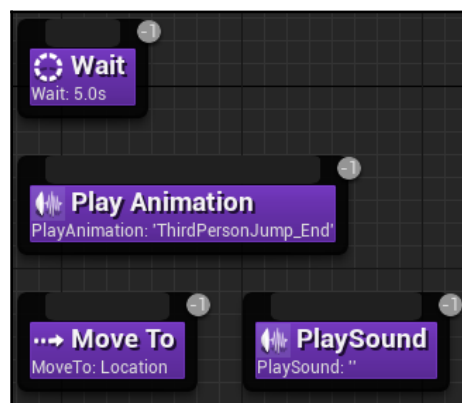 -1
Wait
Wait: 5.0s
-1
Play Animation
PlayAnimation: 'ThirdPersonJump_End'
-1
Move To
MoveTo: Location
-1
PlaySound
PlaySound: ''